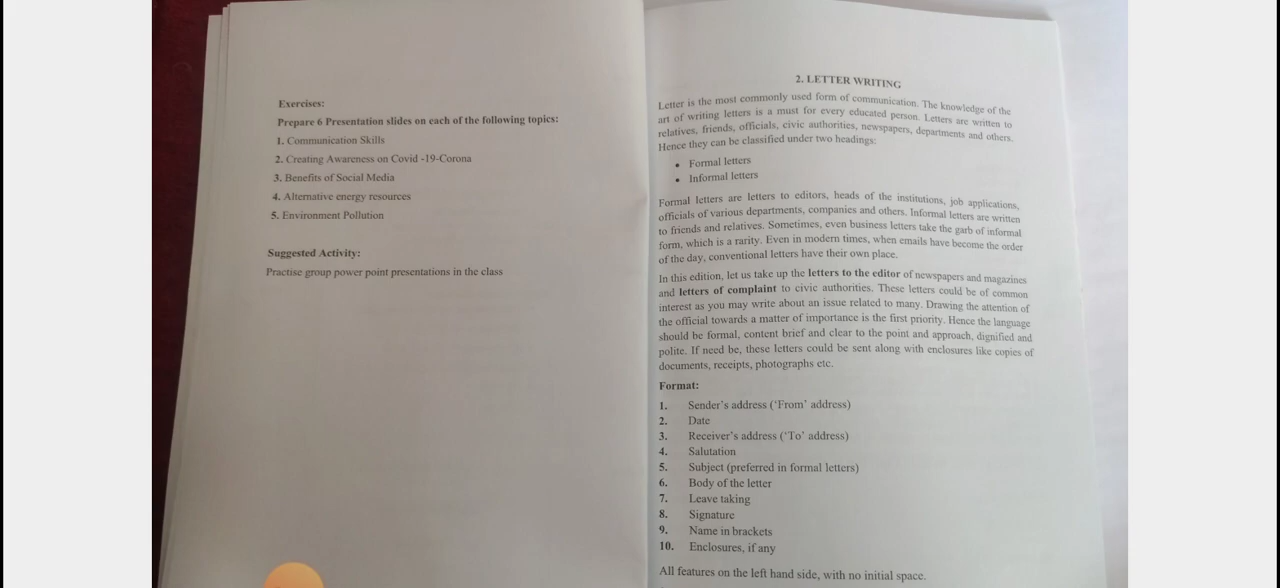 Exercises:
Prepare 6 Presentation slides on each of the following topics:
1. Communication Skills
2. Creating Awareness on Covid -19-Corona
3. Benefits of Social Media
4. Alternative energy resources
5. Environment Pollution
Suggested Activity:
Practise group power point presentations in the class
2. LETTER WRITING
Letter is the most commonly used form of communication. The knowledge of the
art of writing letters is a must for every educated person. Letters are written to
relatives, friends, officials, civic authorities, newspapers, departments and others.
Hence they can be classified under two headings:
• Formal letters
• Informal letters
Formal letters are letters to editors, heads of the institutions, job applications,
officials of various departments, companies and others. Informal letters are written
to friends and relatives. Sometimes, even business letters take the garb of informal
form, which is a rarity. Even in modern times, when emails have become the order
of the day, conventional letters have their own place.
In this edition, let us take up the letters to the editor of newspapers and magazines
and letters of complaint to civic authorities. These letters could be of common
interest as you may write about an issue related to many. Drawing the attention of
the official towards a matter of importance is the first priority. Hence the language
should be formal, content brief and clear to the point and approach, dignified and
polite. If need be, these letters could be sent along with enclosures like copies of
documents, receipts, photographs etc.
Format:
1. Sender's address ('From' address)
2. Date
3. Receiver's address ('To' address)
4. Salutation
5. Subject (preferred in formal letters)
6. Body of the letter
7. Leave taking
8. Signature
9. Name in brackets
10. Enclosures, if any
All features on the left hand side, with no initial space.